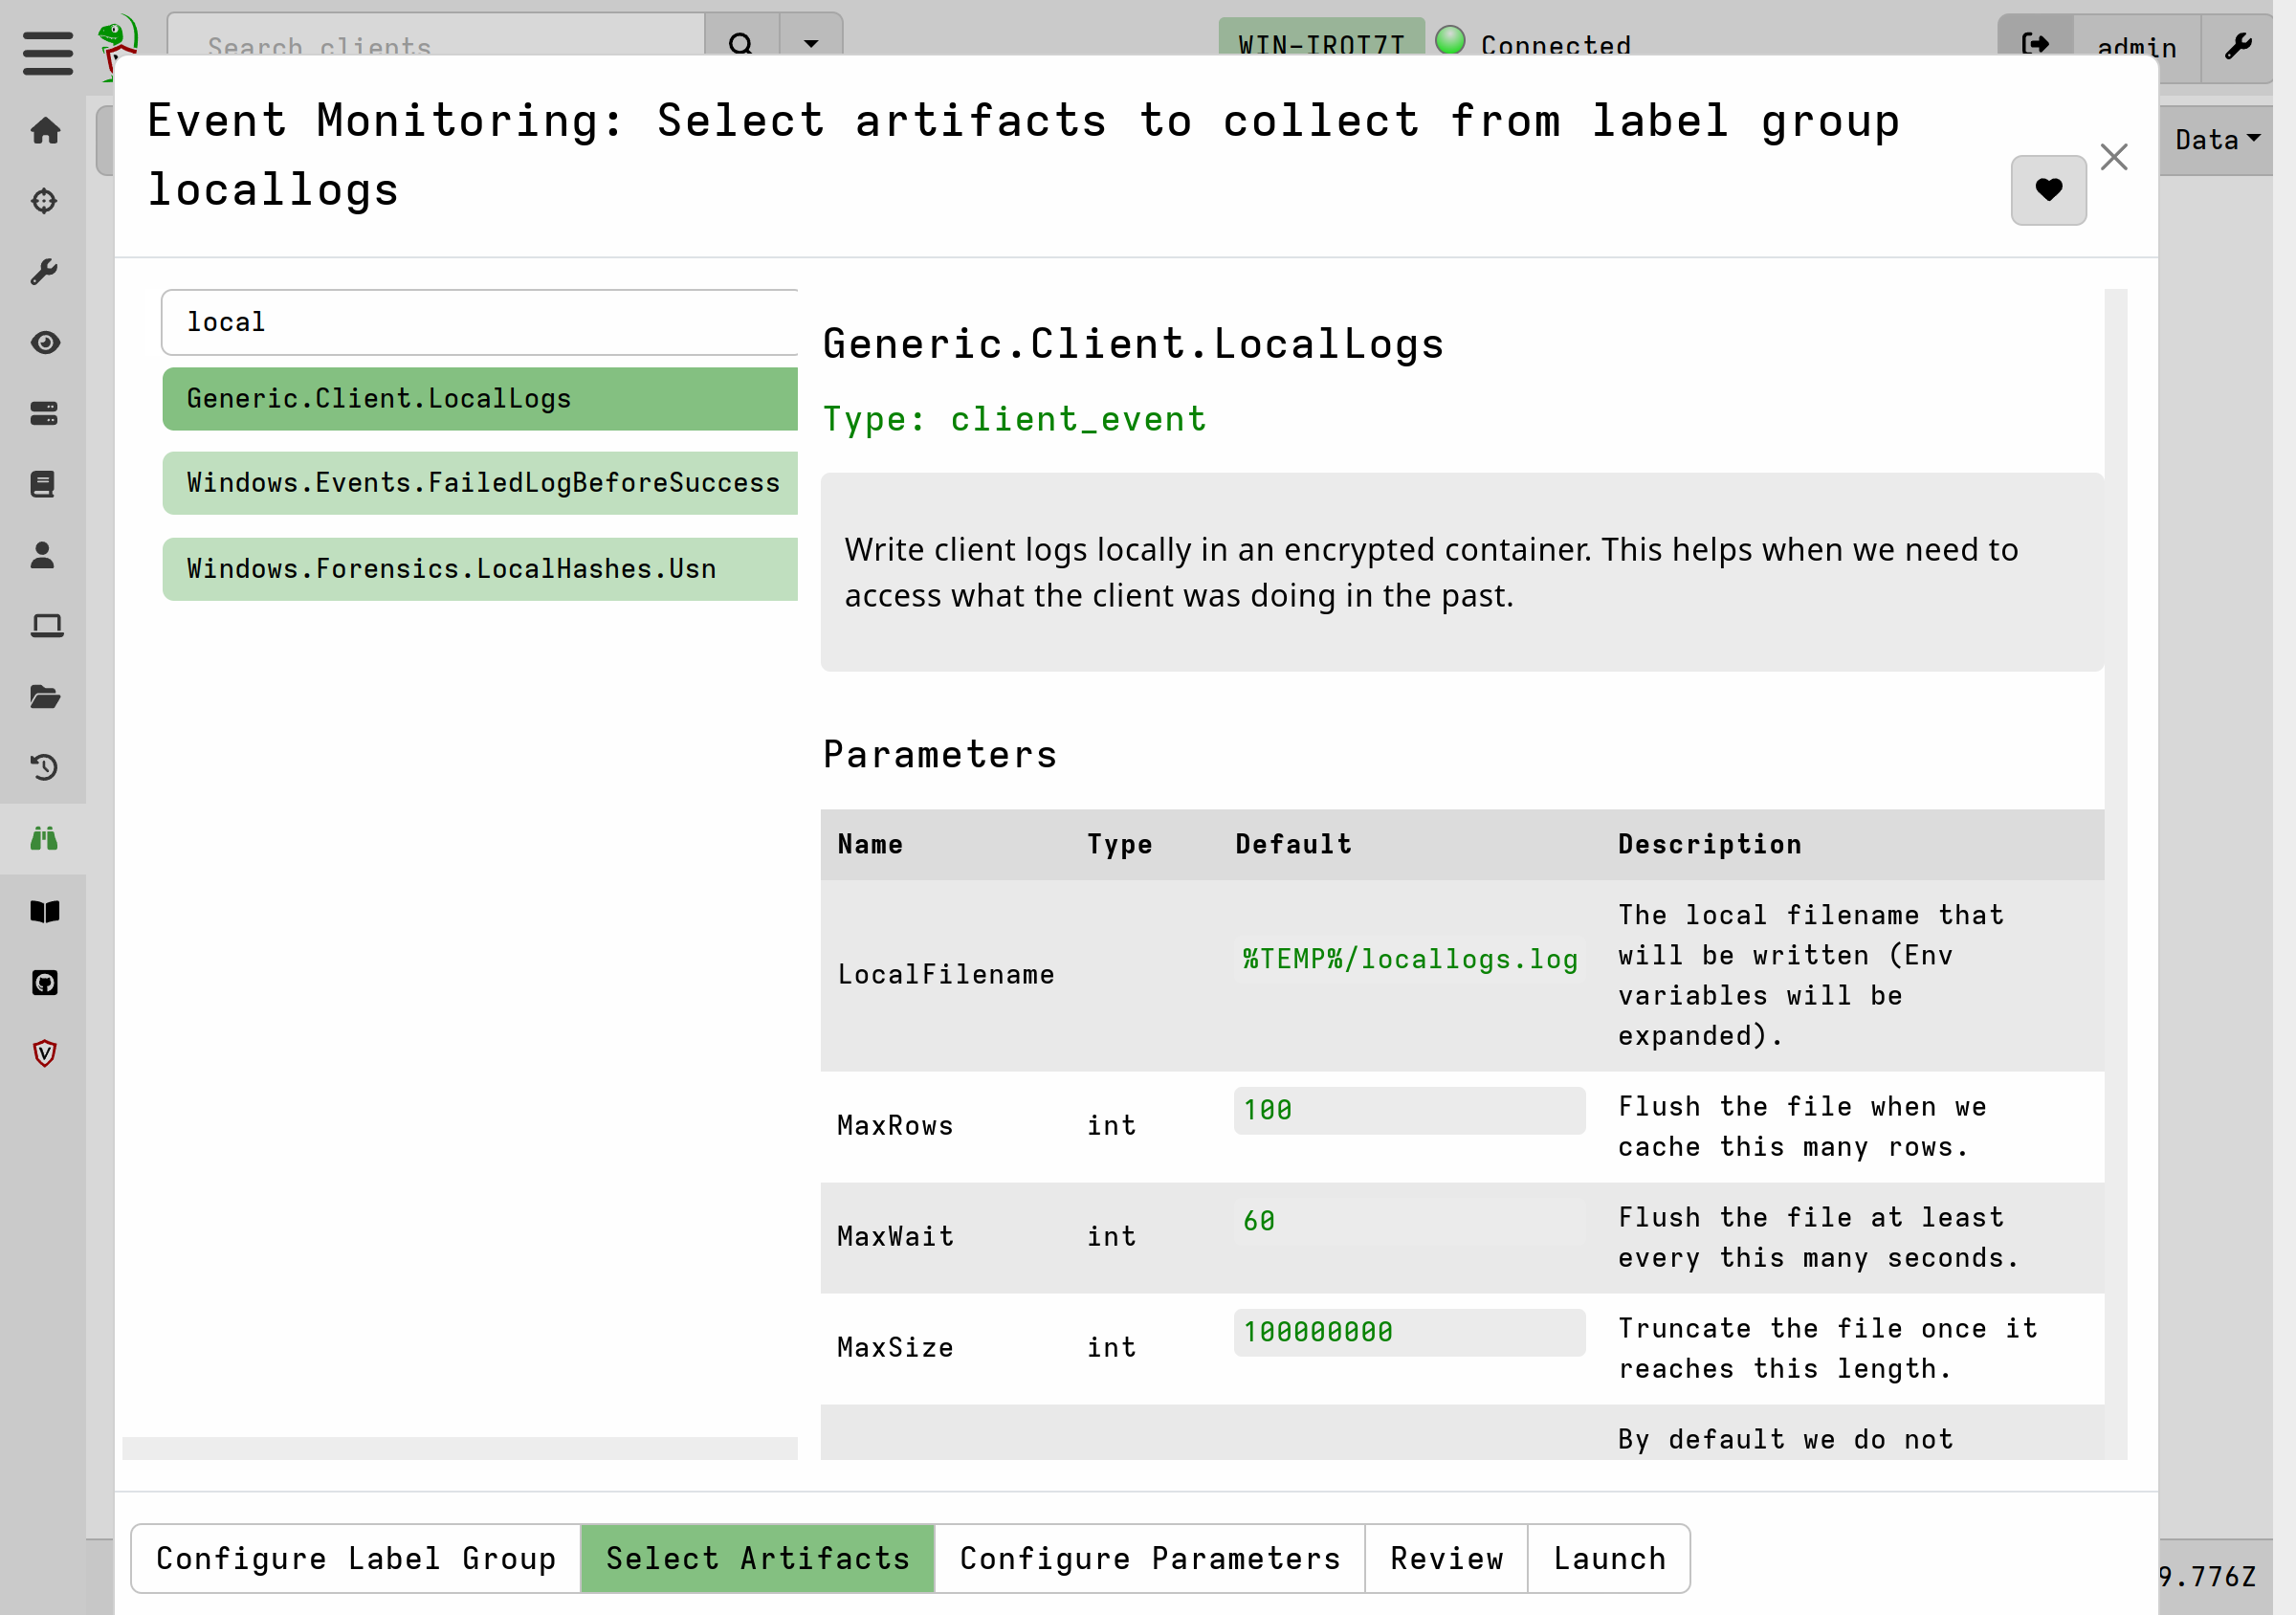 Search clients
WIN-IROT7T
Connected
admin
Data
Event Monitoring: Select artifacts to collect from label group
locallogs
local
Generic.Client.LocalLogs
Windows.Events.FailedLogBeforeSuccess
Windows.Forensics.LocalHashes.Usn
Generic.Client.LocalLogs
Type: client_event
Write client logs locally in an encrypted container. This helps when we need to
access what the client was doing in the past.
Parameters
Name Type Default Description
LocalFilename %TEMP%/locallogs.log The local filename that
will be written (Env
variables will be
expanded).
MaxRows int 100 Flush the file when we
cache this many rows.
MaxWait int 60 Flush the file at least
every this many seconds.
MaxSize int 100000000 Truncate the file once it
reaches this length.
By default we do not
Configure Label Group Select Artifacts Configure Parameters Review Launch
9.776Z